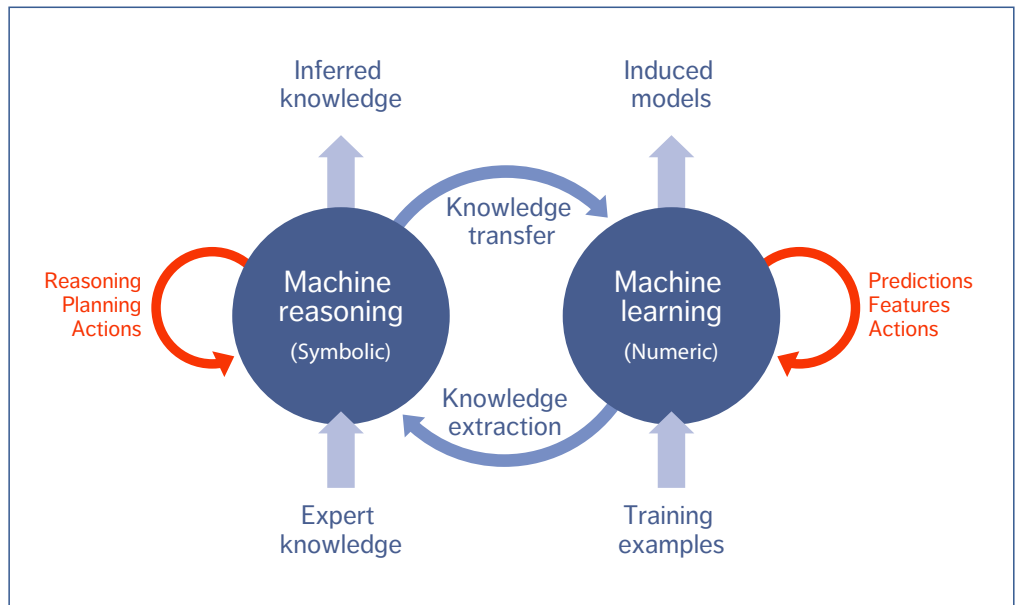 Inferred
knowledge
Induced
models
Knowledge
transfer
Reasoning
Planning
Actions
Machine
reasoning
(Symbolic)
Machine
learning
(Numeric)
Predictions
Features
Actions
Knowledge
extraction
Expert
knowledge
Training
examples